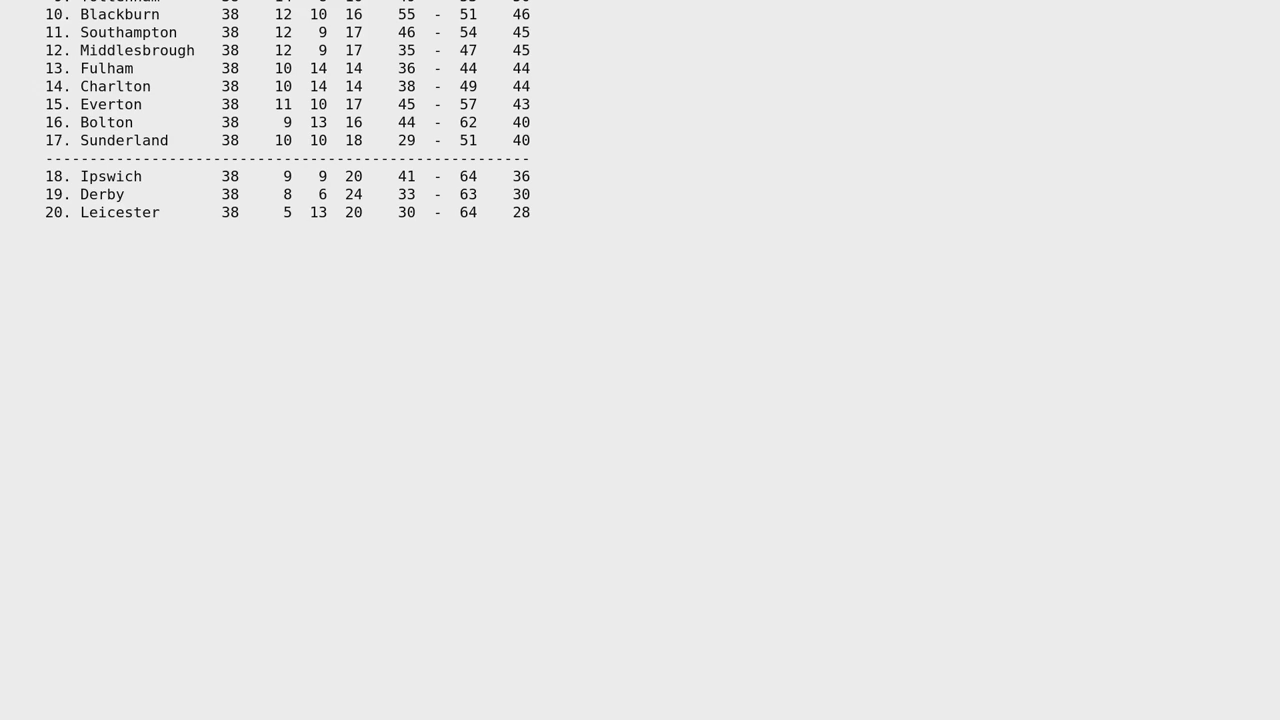 10. Blackburn       38    12  10  16    55  -  51    46
11. Southampton     38    12   9  17    46  -  54    45
12. Middlesbrough   38    12   9  17    35  -  47    45
13. Fulham          38    10  14  14    36  -  44    44
14. Charlton        38    10  14  14    38  -  49    44
15. Everton         38    11  10  17    45  -  57    43
16. Bolton          38     9  13  16    44  -  62    40
17. Sunderland      38    10  10  18    29  -  51    40
-------------------------------------------------------
18. Ipswich         38     9   9  20    41  -  64    36
19. Derby           38     8   6  24    33  -  63    30
20. Leicester       38     5  13  20    30  -  64    28